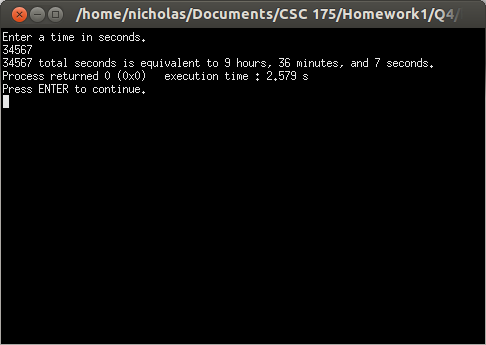 /home/nicholas/Documents/CSC 175/Homework1/Q4/
Enter a time in seconds.
34567
34567 total seconds is equivalent to 9 hours, 36 minutes, and 7 seconds.
Process returned 0 (0x0)   execution time : 2.579 s
Press ENTER to continue.